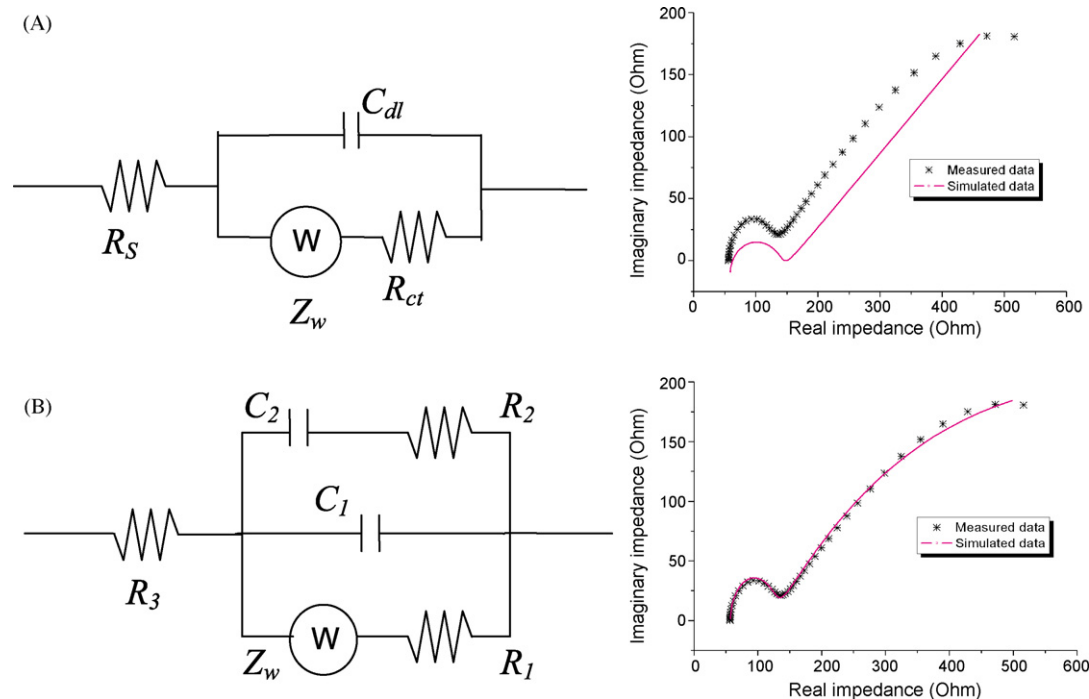 (A)
C_dl
R_S
W
Z_w
R_ct
Imaginary impedance (Ohm)
200
150
100
50
0
Measured data
Simulated data
0 100 200 300 400 500 600
Real impedance (Ohm)
(B)
C_2
R_2
C_1
R_3
W
Z_w
R_1
Imaginary impedance (Ohm)
200
150
100
50
0
Measured data
Simulated data
0 100 200 300 400 500 600
Real impedance (Ohm)